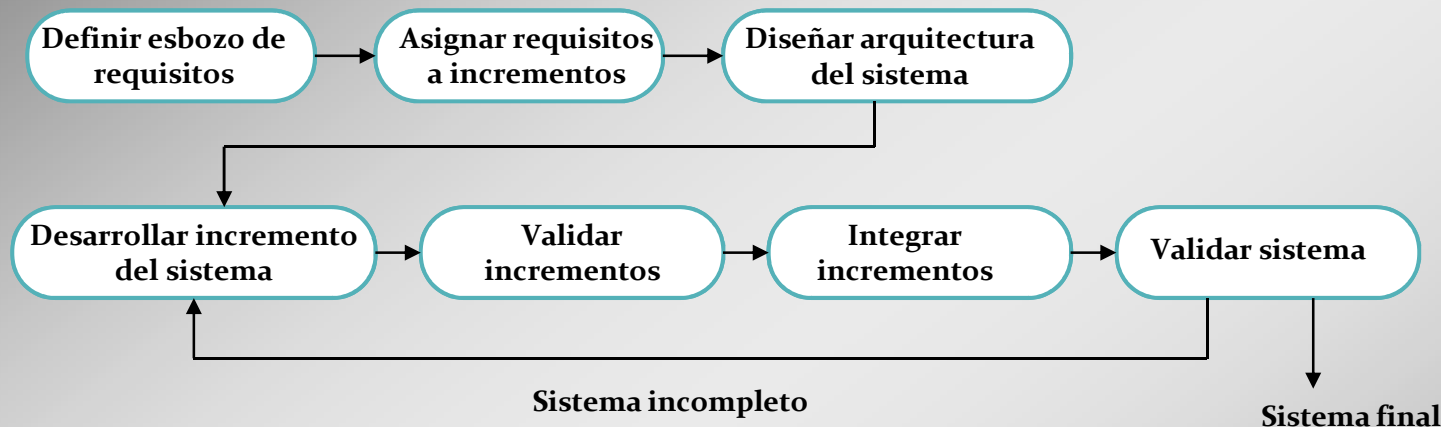 Definir esbozo de
requisitos
Asignar requisitos
a incrementos
Diseñar arquitectura
del sistema
Desarrollar incremento
del sistema
Validar
incrementos
Integrar
incrementos
Validar sistema
Sistema incompleto
Sistema final